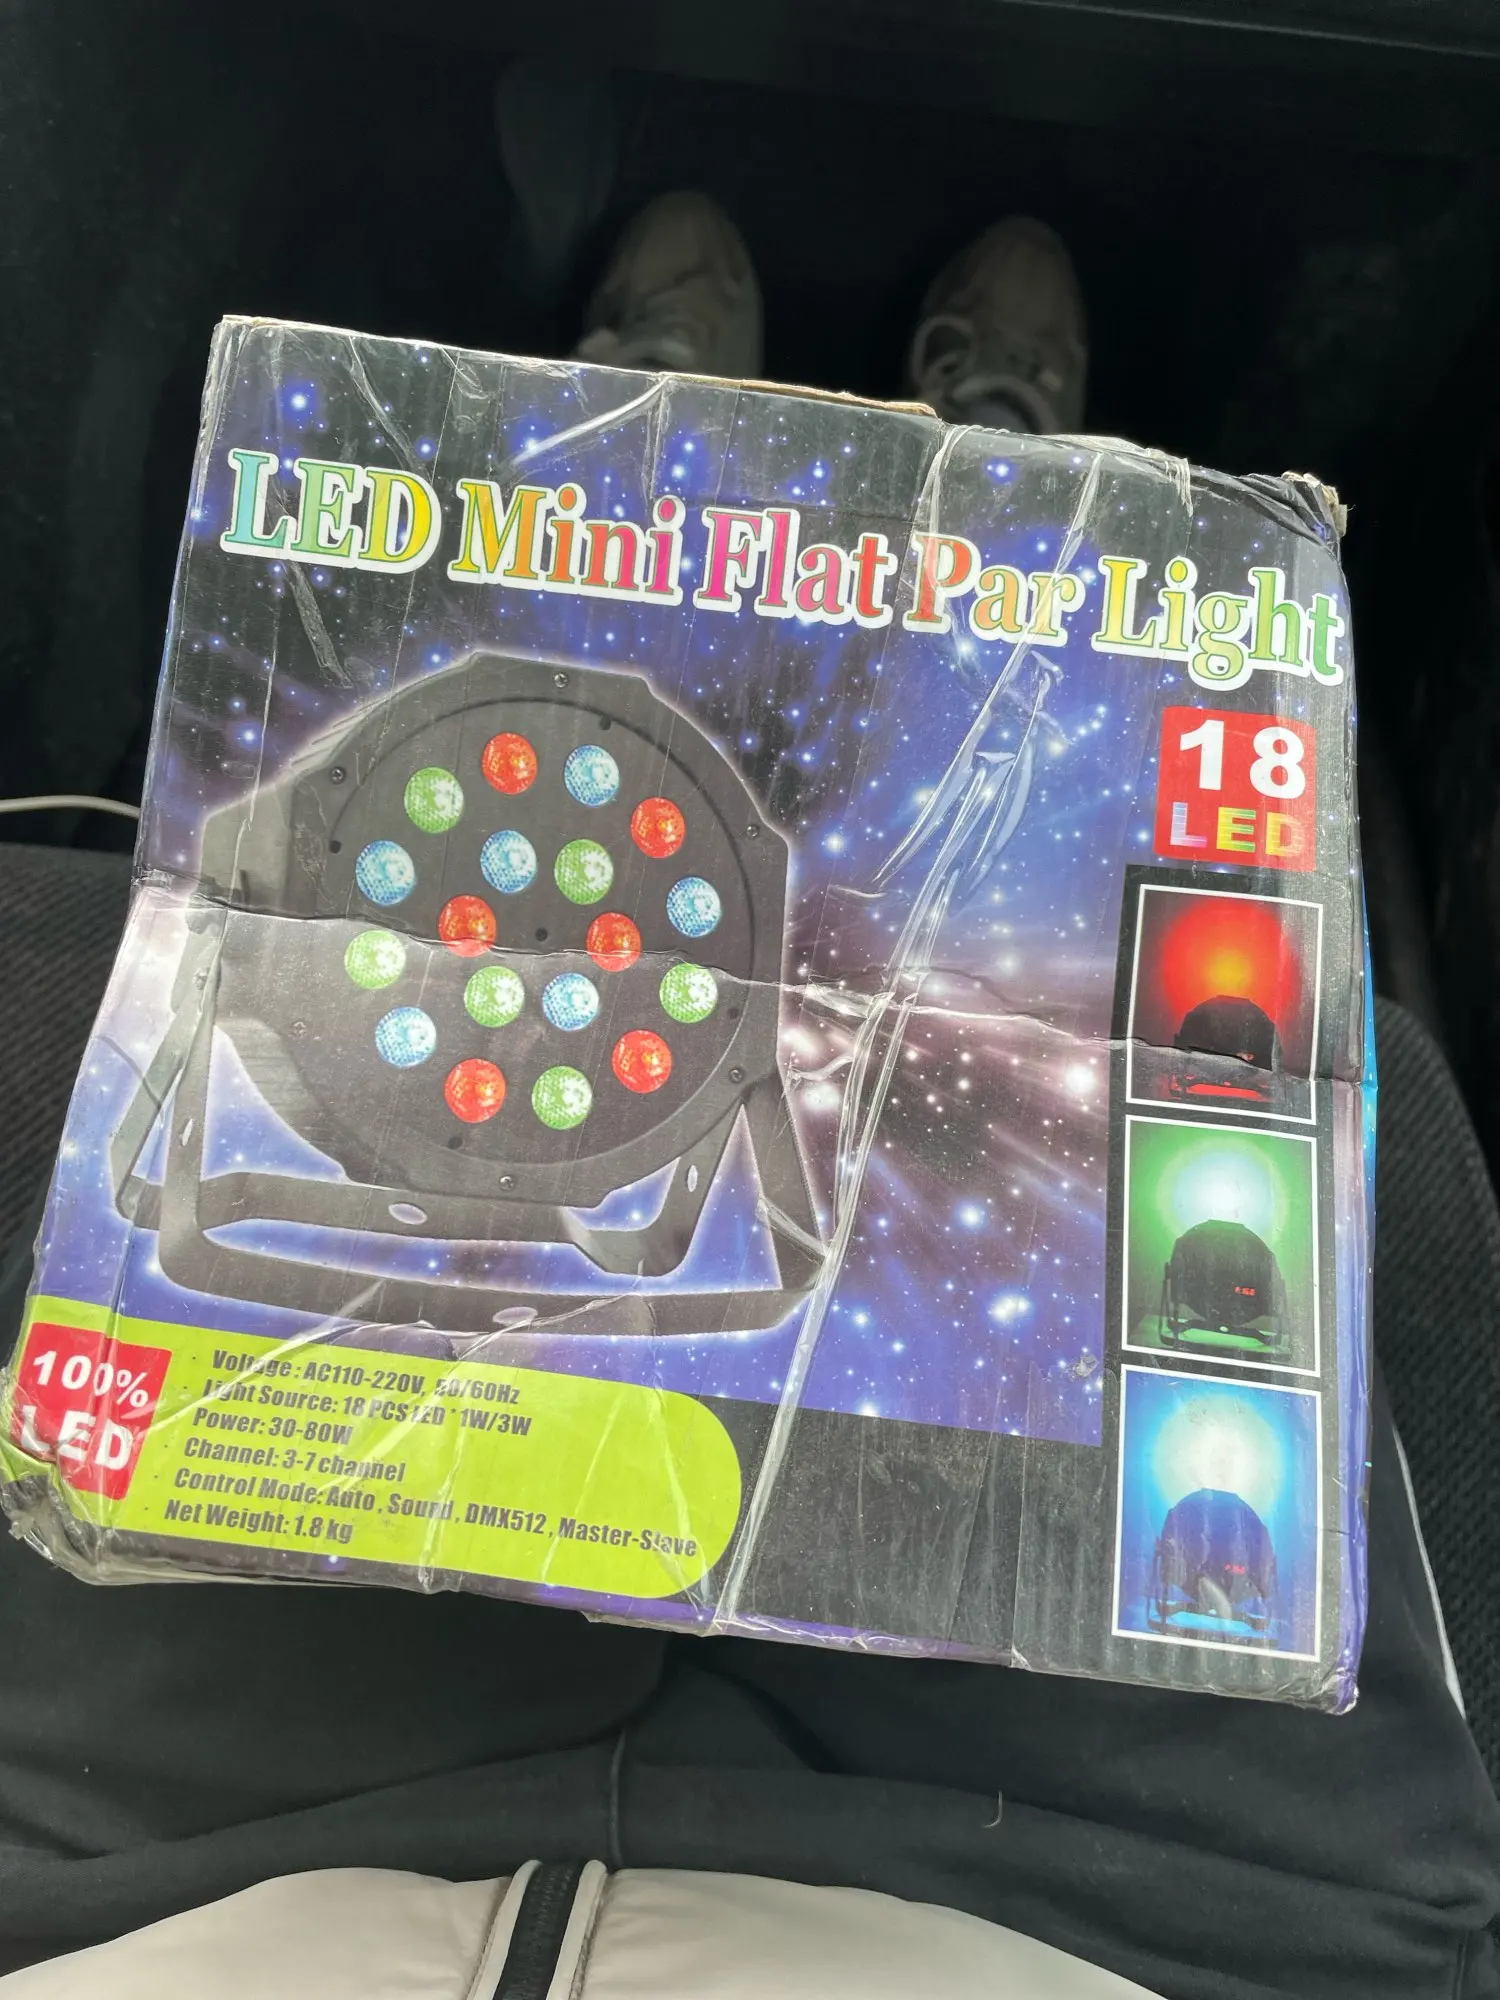 LED Mini Flat Par Light
18
LED
100%
LED
Voltage: AC110-220V, 50/60Hz
Light Source: 18 PCS LED * 1W/3W
Power: 30-80W
Channel: 3-7 channel
Control Mode: Auto, Sound, DMX512, Master-Slave
Net Weight: 1.8 kg